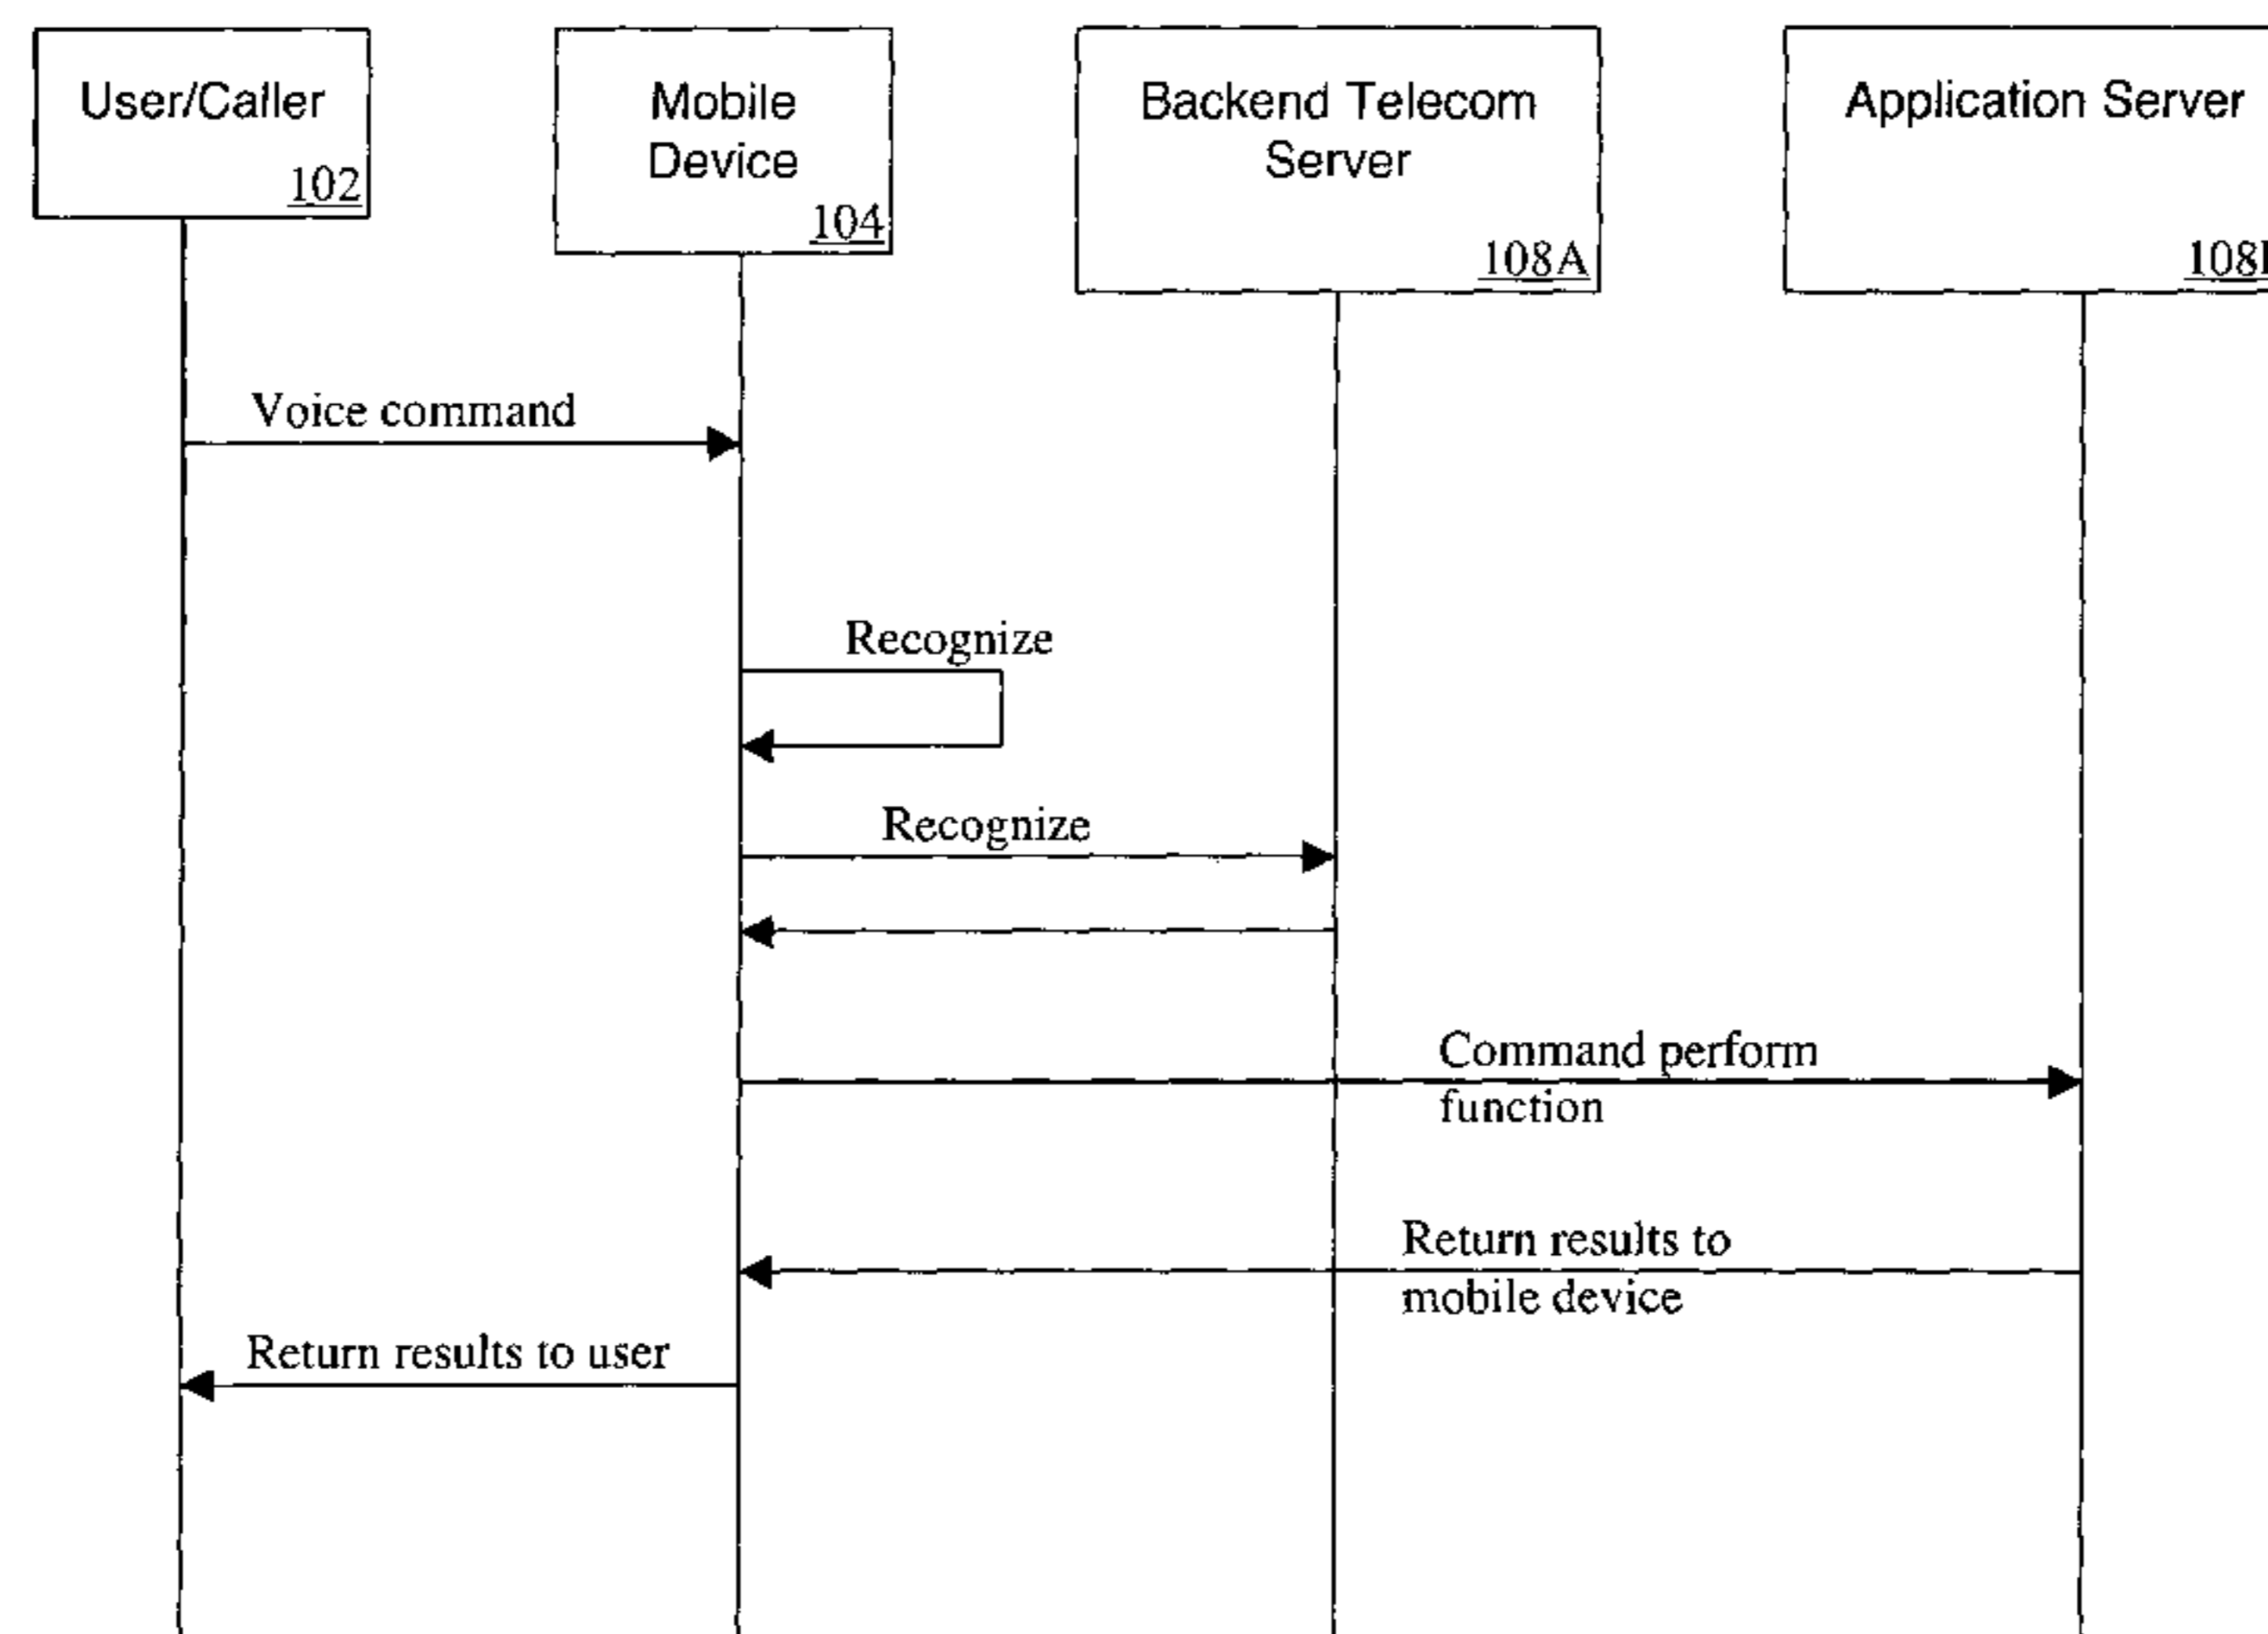 User/Caller
102
Mobile
Device
104
Backend Telecom
Server
108A
Application Server
Voice command
Recognize
Recognize
Command perform
function
Return results to
mobile device
Return results to user